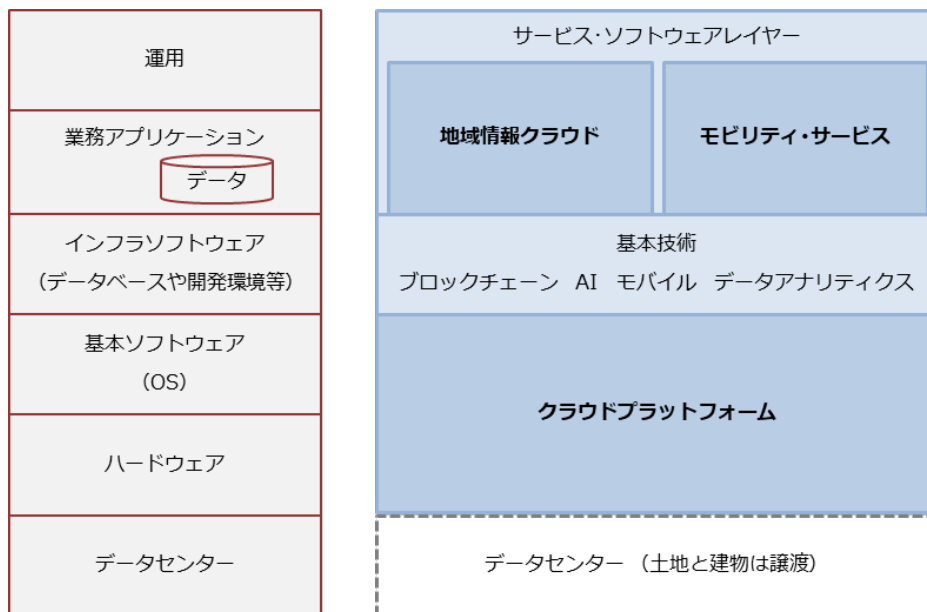 運用
業務アプリケーション
データ
インフラソフトウェア
（データベースや開発環境等）
基本ソフトウェア
（OS）
ハードウェア
データセンター
サービス･ソフトウェアレイヤー
地域情報クラウド
モビリティ･サービス
基本技術
ブロックチェーン AI モバイル データアナリティクス
クラウドプラットフォーム
データセンター （土地と建物は譲渡）